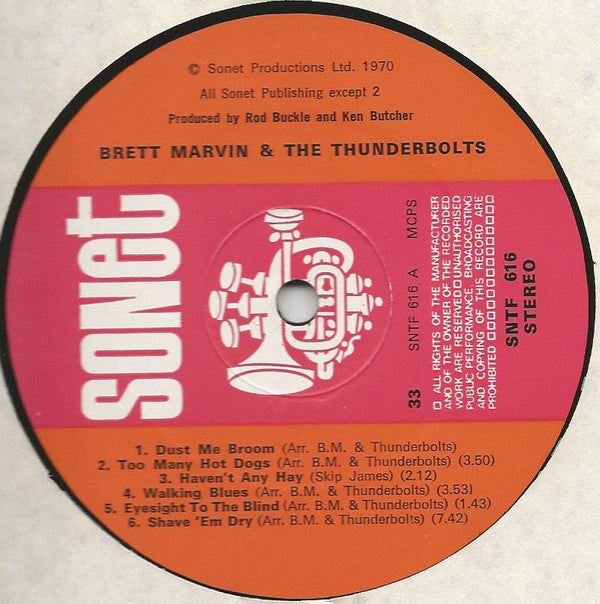 ℗ Sonet Productions Ltd. 1970
All Sonet Publishing except 2
Produced by Rod Buckle and Ken Butcher
BRETT MARVIN & THE THUNDERBOLTS
sonet
33
SNTF 616 A MCPS
□ ALL RIGHTS OF THE MANUFACTURER
AND OF THE OWNER OF THE RECORDED
WORK ARE RESERVED □ UNAUTHORISED
PUBLIC PERFORMANCE, BROADCASTING
AND COPYING OF THIS RECORD ARE
PROHIBITED □□□□□□□□□□□□
SNTF 616
STEREO
1. Dust Me Broom (Arr. B.M. & Thunderbolts)
2. Too Many Hot Dogs (Arr. B.M. & Thunderbolts) (3.50)
3. Haven't Any Hay (Skip James) (2.12)
4. Walking Blues (Arr. B.M. & Thunderbolts) (3.53)
5. Eyesight To The Blind (Arr. B.M. & Thunderbolts) (1.43)
6. Shave 'Em Dry (Arr. B.M. & Thunderbolts) (7.42)